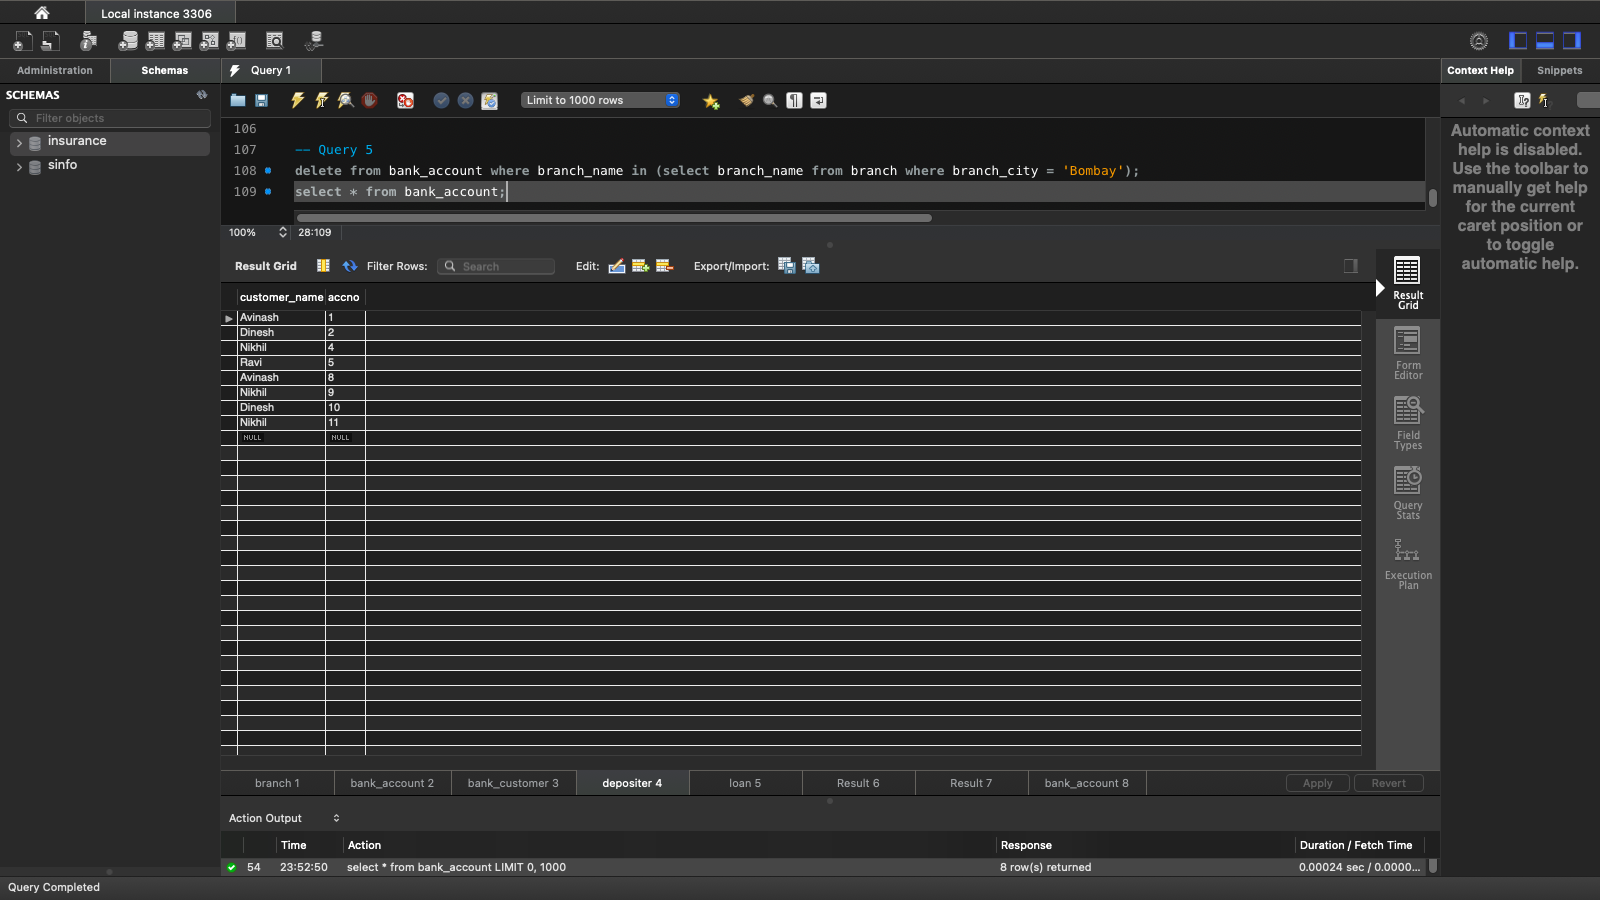 Local instance 3306
Administration
Schemas
Query 1
Context Help
Snippets
SCHEMAS
Filter objects
insurance
sinfo
Limit to 1000 rows
106
107 -- Query 5
108 delete from bank_account where branch_name in (select branch_name from branch where branch_city = 'Bombay');
109 select * from bank_account;
100% 28:109
Automatic context
help is disabled.
Use the toolbar to
manually get help
for the current
caret position or
to toggle
automatic help.
Result Grid Filter Rows: Search Edit: Export/Import:
customer_name accno
Avinash 1
Dinesh 2
Nikhil 4
Ravi 5
Avinash 8
Nikhil 9
Dinesh 10
Nikhil 11
NULL NULL
Result
Grid
Form
Editor
Field
Types
Query
Stats
Execution
Plan
branch 1 bank_account 2 bank_customer 3 depositer 4 loan 5 Result 6 Result 7 bank_account 8 Apply Revert
Action Output
Time Action Response Duration / Fetch Time
54 23:52:50 select * from bank_account LIMIT 0, 1000 8 row(s) returned 0.00024 sec / 0.0000...
Query Completed